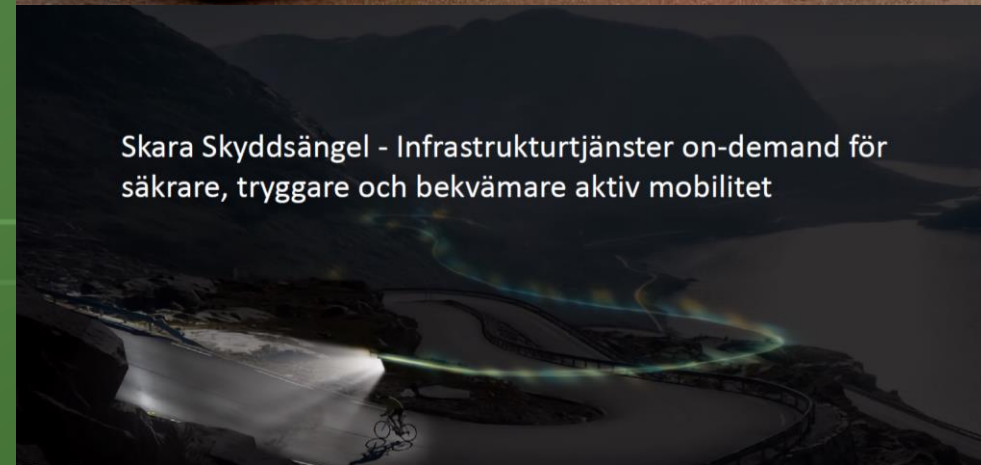 Skara Skyddsängel - Infrastrukturtjänster on-demand för
säkrare, tryggare och bekvämare aktiv mobilitet